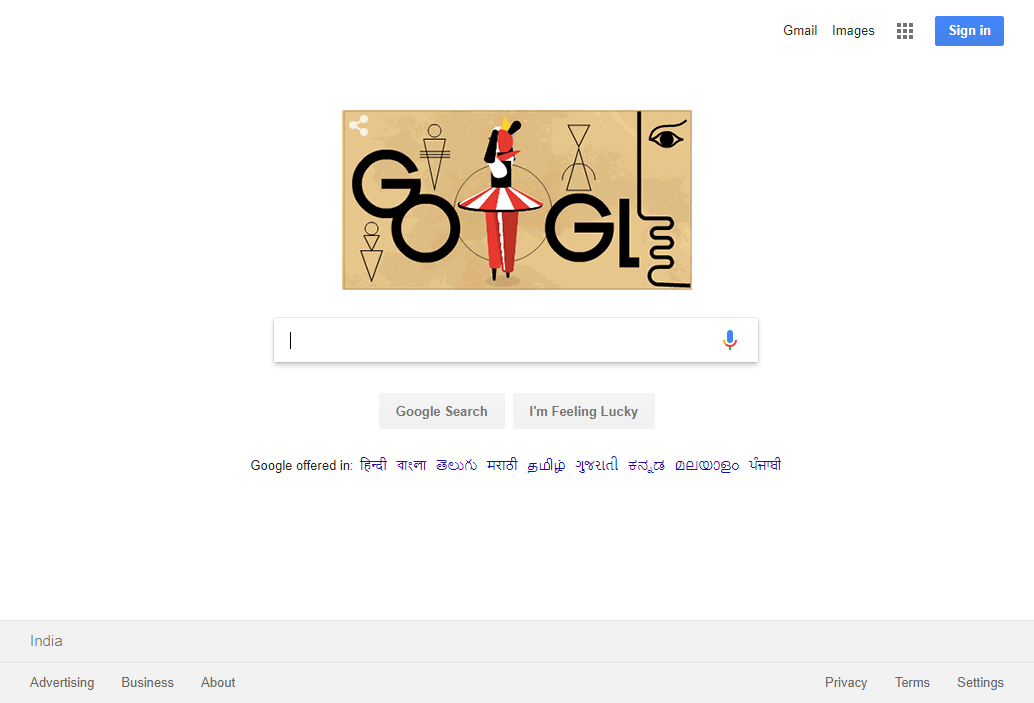 Gmail Images Sign in
GOOGL
Google Search I'm Feeling Lucky
Google offered in: हिन्दी বাংলা తెలుగు मराठी தமிழ் ગુજરાતી ಕನ್ನಡ മലയാളം ਪੰਜਾਬੀ
India
Advertising Business About Privacy Terms Settings